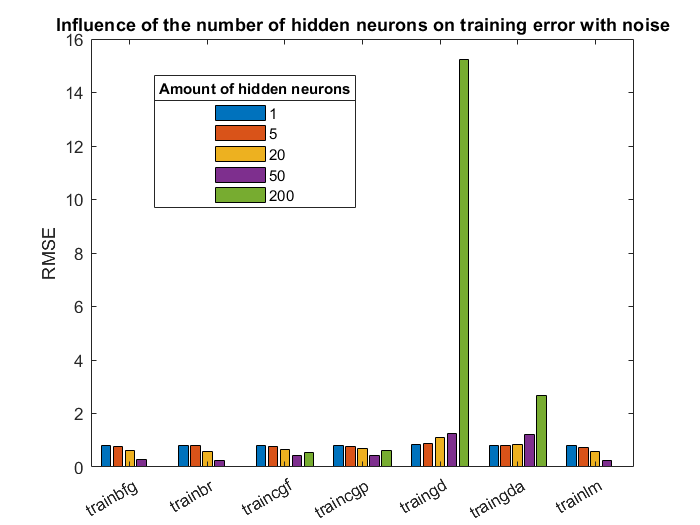 Influence of the number of hidden neurons on training error with noise
16
14
12
10
8
6
4
2
0
RMSE
Amount of hidden neurons
1
5
20
50
200
trainbfg
trainbr
traincgf
traincgp
traingd
traingda
trainlm